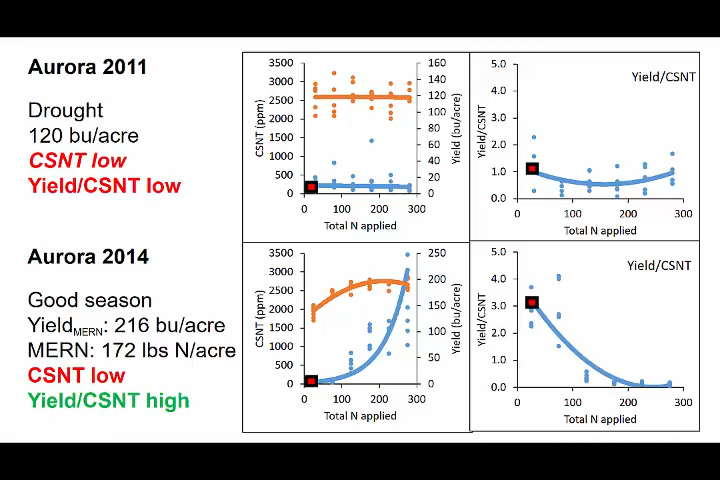 Aurora 2011
Drought
120 bu/acre
CSNT low
Yield/CSNT low
3500
3000
2500
2000
1500
1000
500
0
CSNT (ppm)
160
140
120
100
80
60
40
20
0
Yield (bu/acre)
0 100 200 300
Total N applied
Yield/CSNT
5.0
4.0
3.0
2.0
1.0
0.0
Yield/CSNT
0 100 200 300
Total N applied
Aurora 2014
Good season
YieldMERN: 216 bu/acre
MERN: 172 lbs N/acre
CSNT low
Yield/CSNT high
3500
3000
2500
2000
1500
1000
500
0
CSNT (ppm)
250
200
150
100
50
0
Yield (bu/acre)
0 100 200 300
Total N applied
Yield/CSNT
5.0
4.0
3.0
2.0
1.0
0.0
Yield/CSNT
0 100 200 300
Total N applied